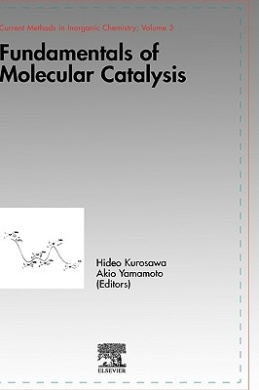 Current Methods in Inorganic Chemistry, Volume 3
Fundamentals of
Molecular Catalysis
Hideo Kurosawa
Akio Yamamoto
(Editors)
ELSEVIER